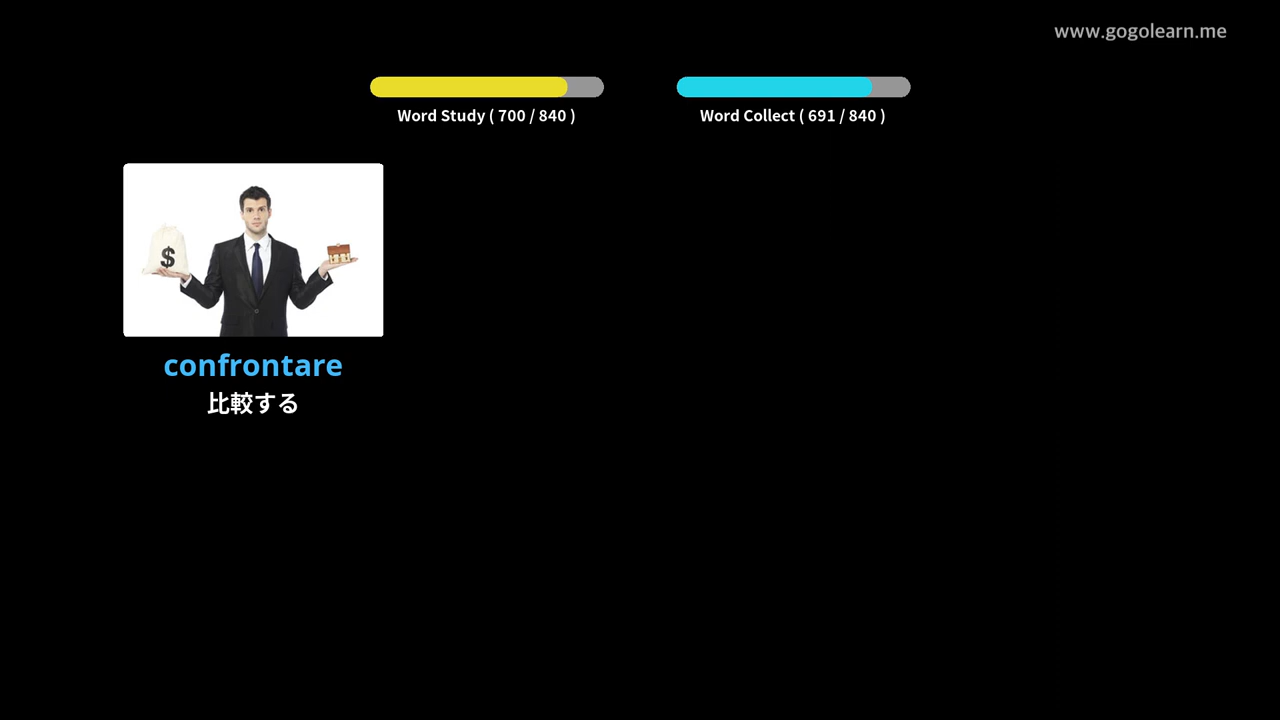 www.gogolearn.me
Word Study ( 700 / 840 )
Word Collect ( 691 / 840 )
$
confrontare
比較する